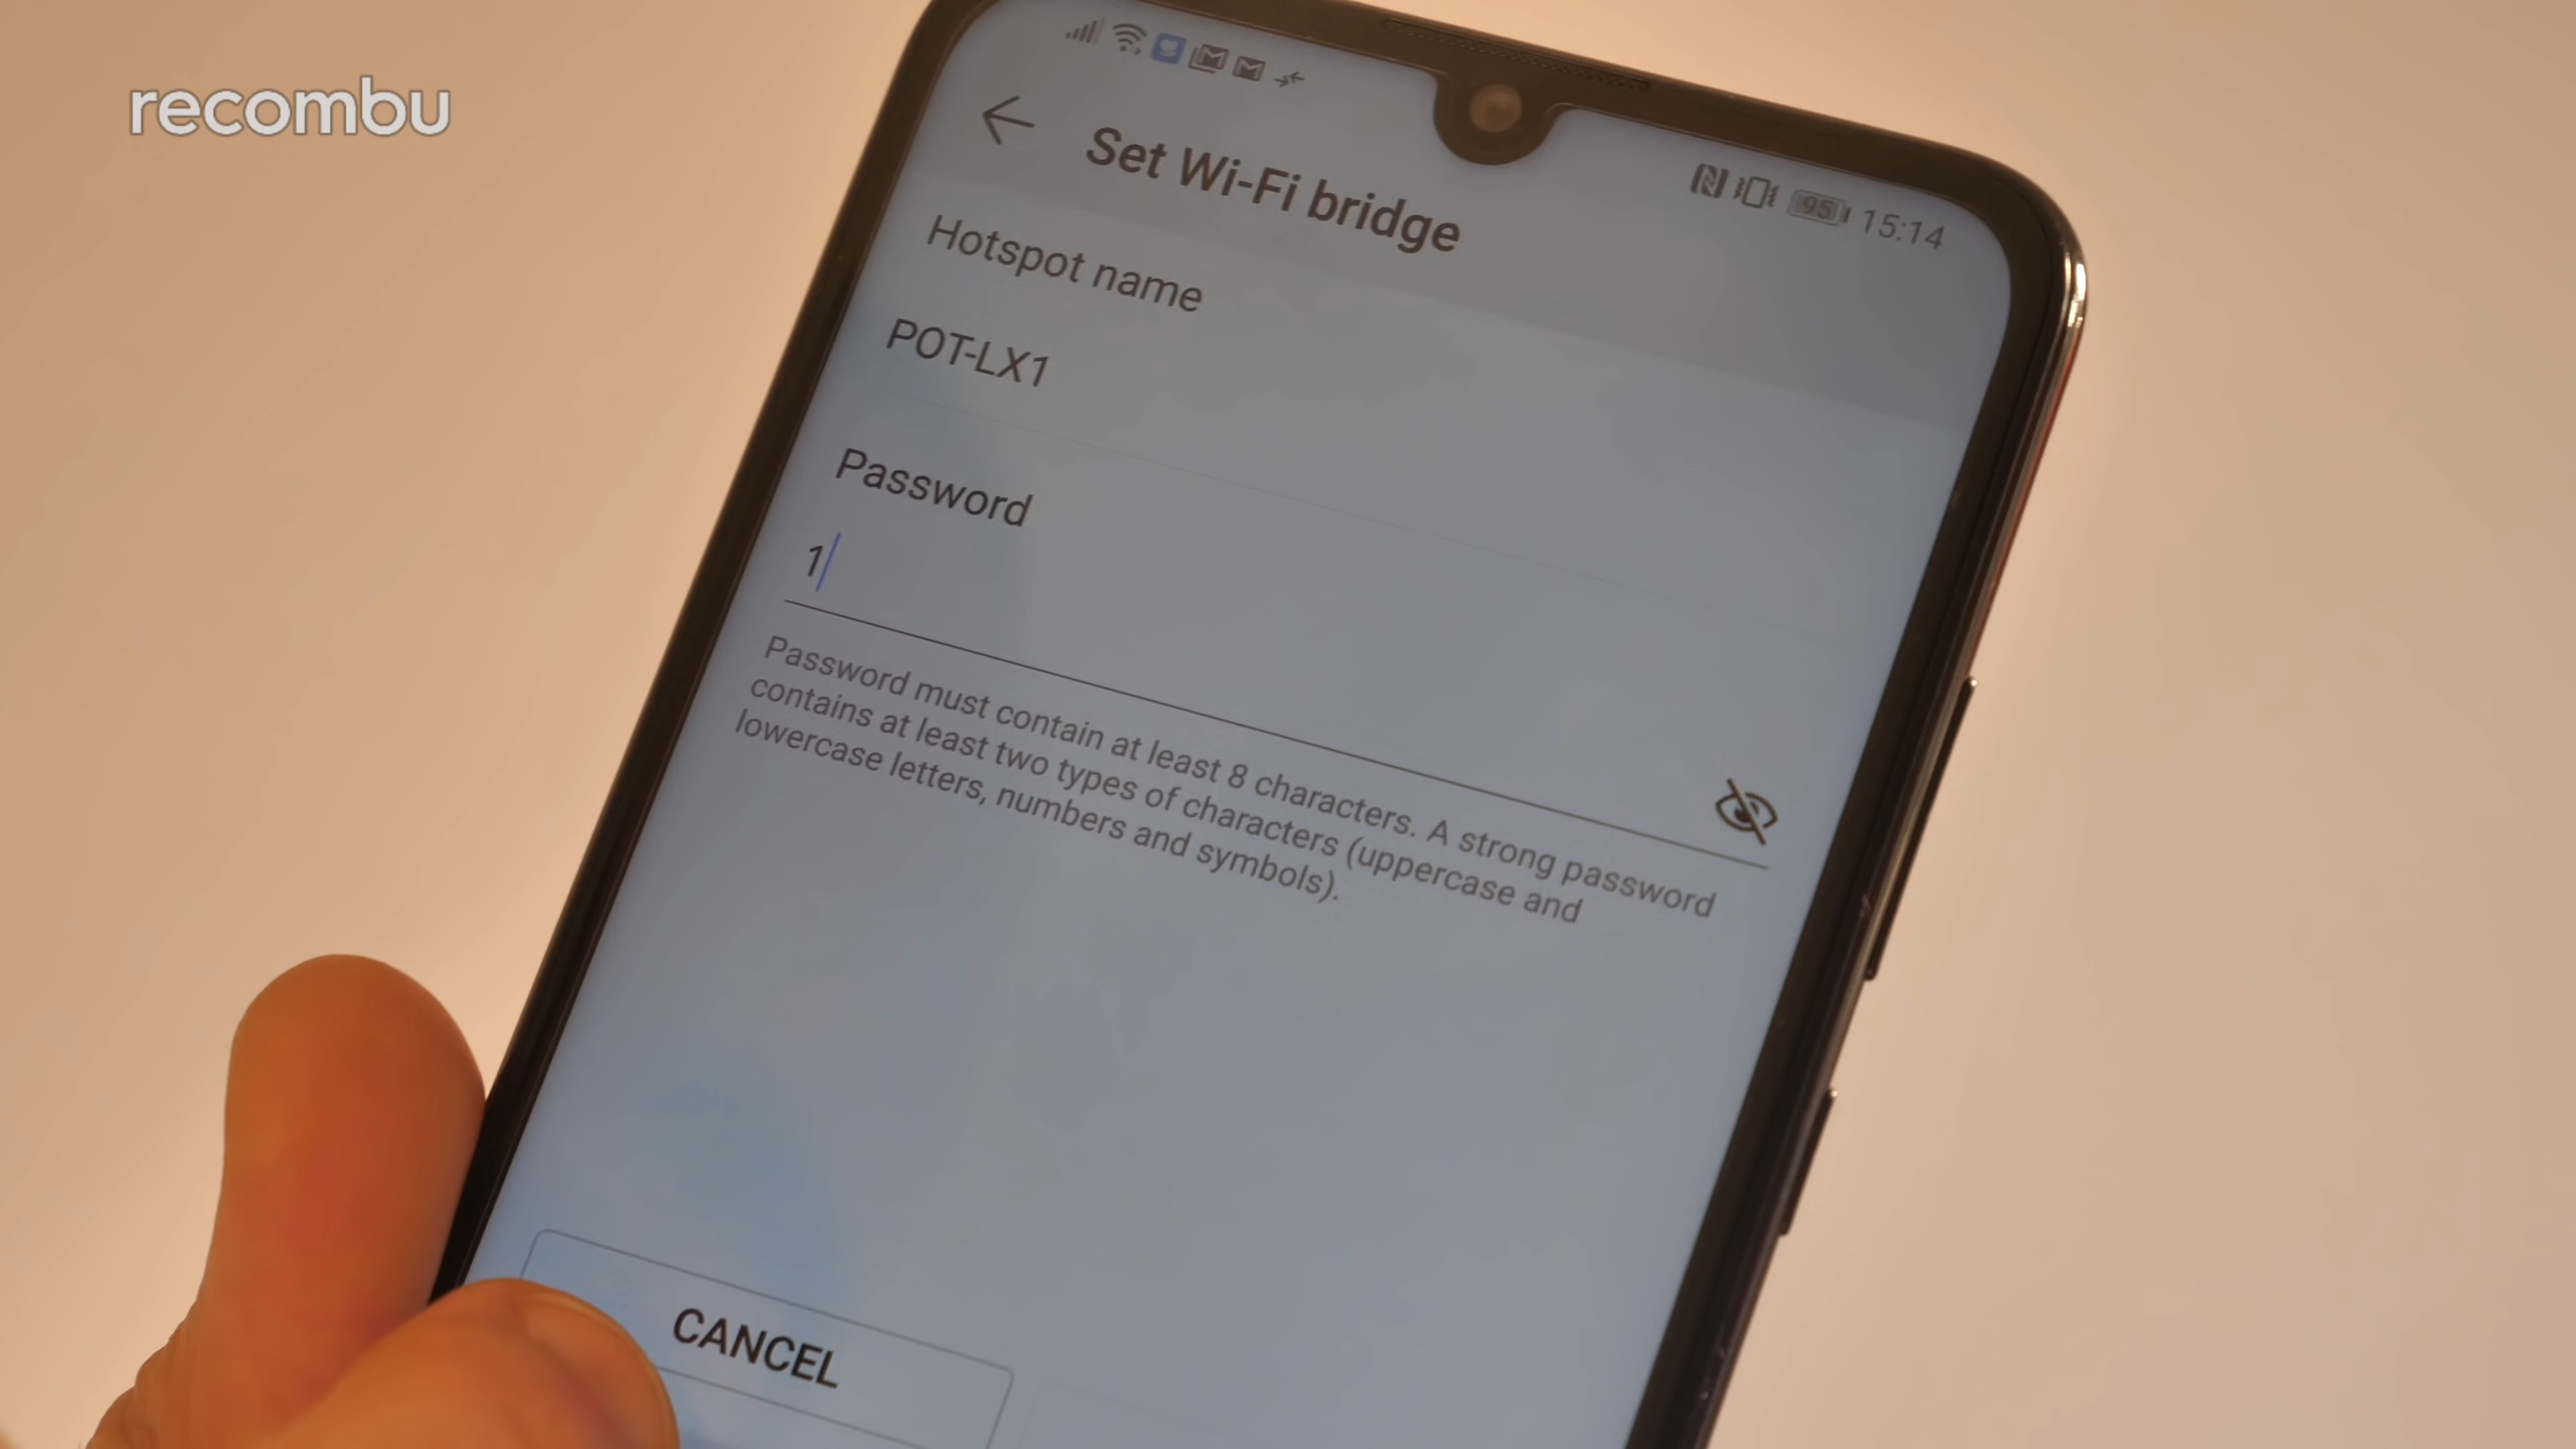 recombu
95 15:14
Set Wi-Fi bridge
Hotspot name
POT-LX1
Password
1
Password must contain at least 8 characters. A strong password
contains at least two types of characters (uppercase and
lowercase letters, numbers and symbols).
CANCEL